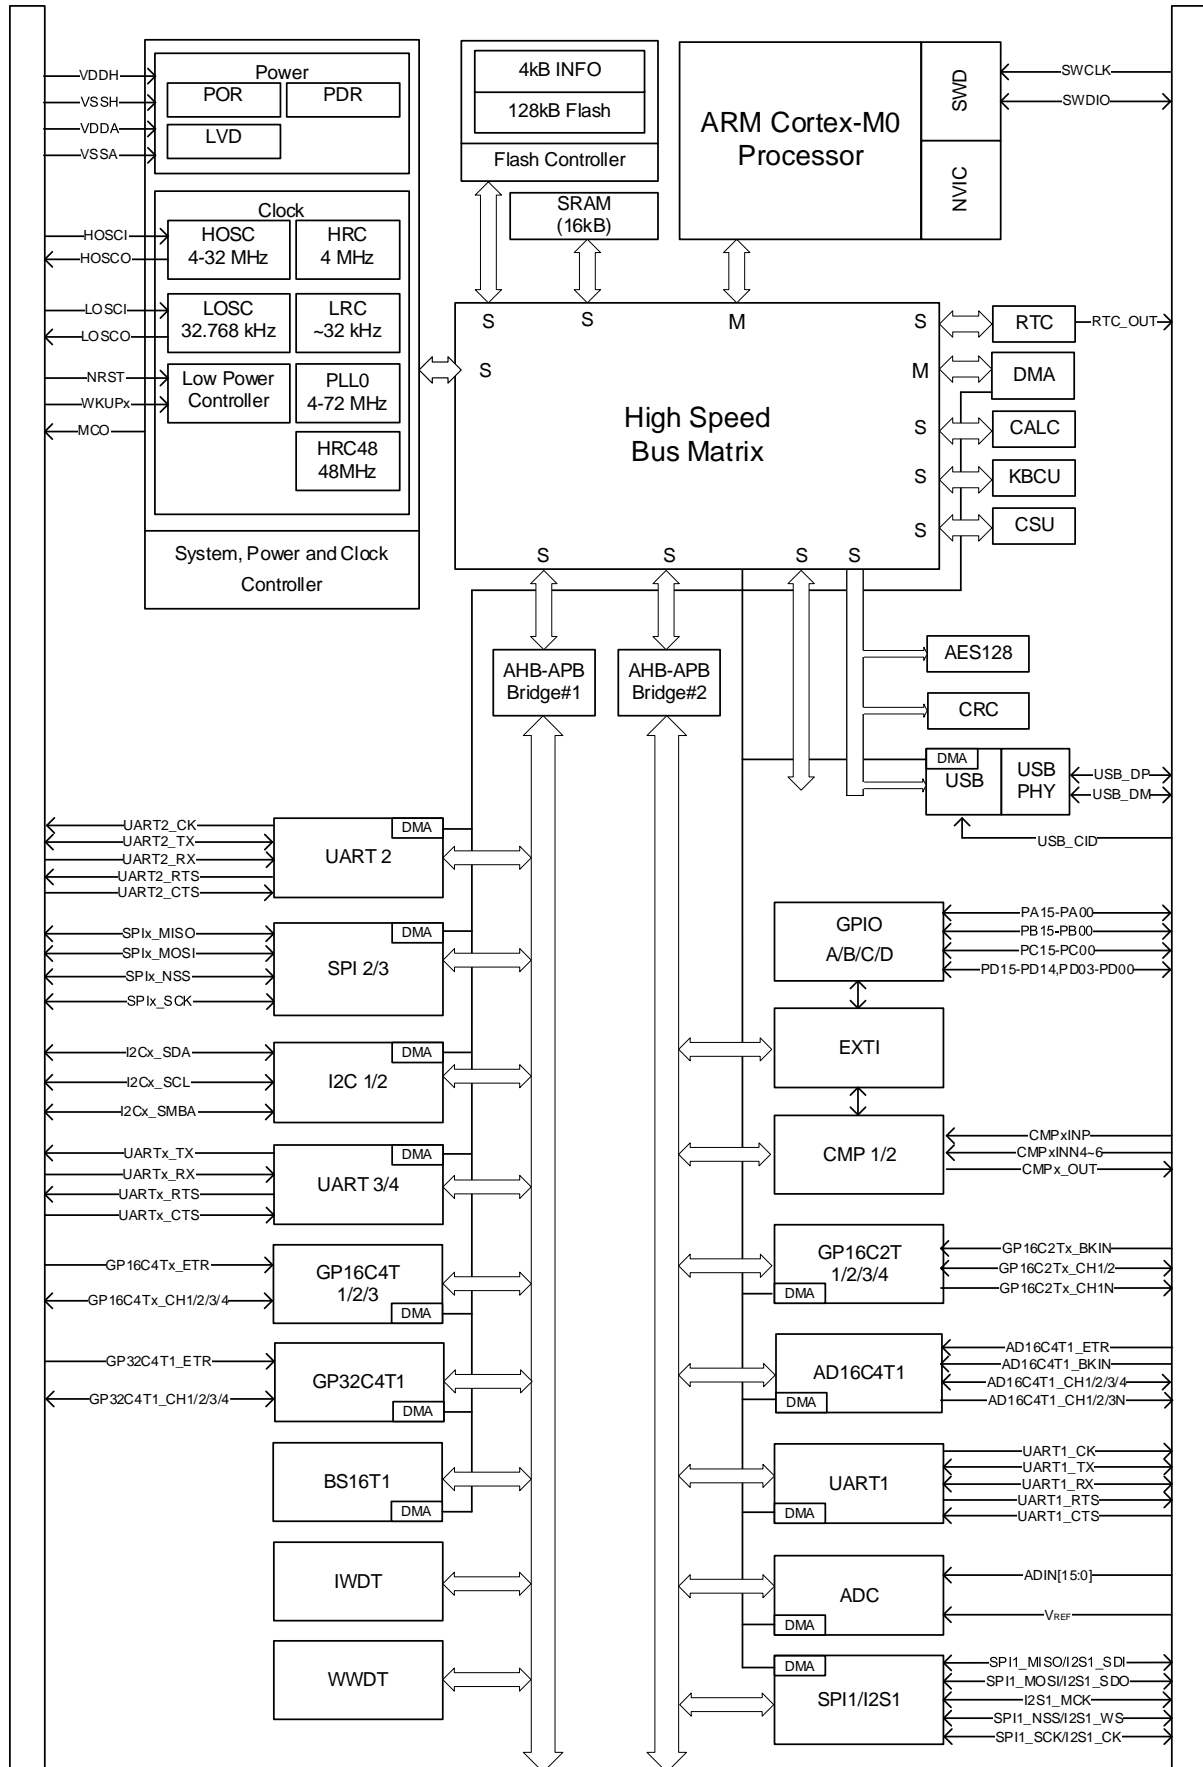 VDDH
VSSH
VDDA
VSSA
Power
POR
PDR
LVD
4kB INFO
128kB Flash
Flash Controller
SRAM
(16kB)
ARM Cortex-M0
Processor
SWD
NVIC
SWCLK
SWDIO
HOSCI
HOSCO
LOSCI
LOSCO
NRST
WKUPx
MCO
Clock
HOSC
4-32 MHz
HRC
4 MHz
LOSC
32.768 kHz
LRC
~32 kHz
Low Power
Controller
PLL0
4-72 MHz
HRC48
48MHz
System, Power and Clock
Controller
S
S
M
S
S
M
S
S
S
High Speed
Bus Matrix
S
S
S
S
RTC
RTC_OUT
DMA
CALC
KBCU
CSU
AHB-APB
Bridge#1
AHB-APB
Bridge#2
AES128
CRC
DMA
USB
USB
PHY
USB_DP
USB_DM
USB_CID
UART2_CK
UART2_TX
UART2_RX
UART2_RTS
UART2_CTS
DMA
UART 2
SPIx_MISO
SPIx_MOSI
SPIx_NSS
SPIx_SCK
DMA
SPI 2/3
I2Cx_SDA
I2Cx_SCL
I2Cx_SMBA
DMA
I2C 1/2
UARTx_TX
UARTx_RX
UARTx_RTS
UARTx_CTS
DMA
UART 3/4
GP16C4Tx_ETR
GP16C4Tx_CH1/2/3/4
GP16C4T
1/2/3
DMA
GP32C4T1_ETR
GP32C4T1_CH1/2/3/4
GP32C4T1
DMA
BS16T1
DMA
IWDT
WWDT
GPIO
A/B/C/D
PA15-PA00
PB15-PB00
PC15-PC00
PD15-PD14,PD03-PD00
EXTI
CMP 1/2
CMPxINP
CMPxINN4~6
CMPx_OUT
GP16C2T
1/2/3/4
DMA
GP16C2Tx_BKIN
GP16C2Tx_CH1/2
GP16C2Tx_CH1N
AD16C4T1
DMA
AD16C4T1_ETR
AD16C4T1_BKIN
AD16C4T1_CH1/2/3/4
AD16C4T1_CH1/2/3N
UART1
DMA
UART1_CK
UART1_TX
UART1_RX
UART1_RTS
UART1_CTS
ADC
DMA
ADIN[15:0]
VREF
DMA
SPI1/I2S1
SPI1_MISO/I2S1_SDI
SPI1_MOSI/I2S1_SDO
I2S1_MCK
SPI1_NSS/I2S1_WS
SPI1_SCK/I2S1_CK